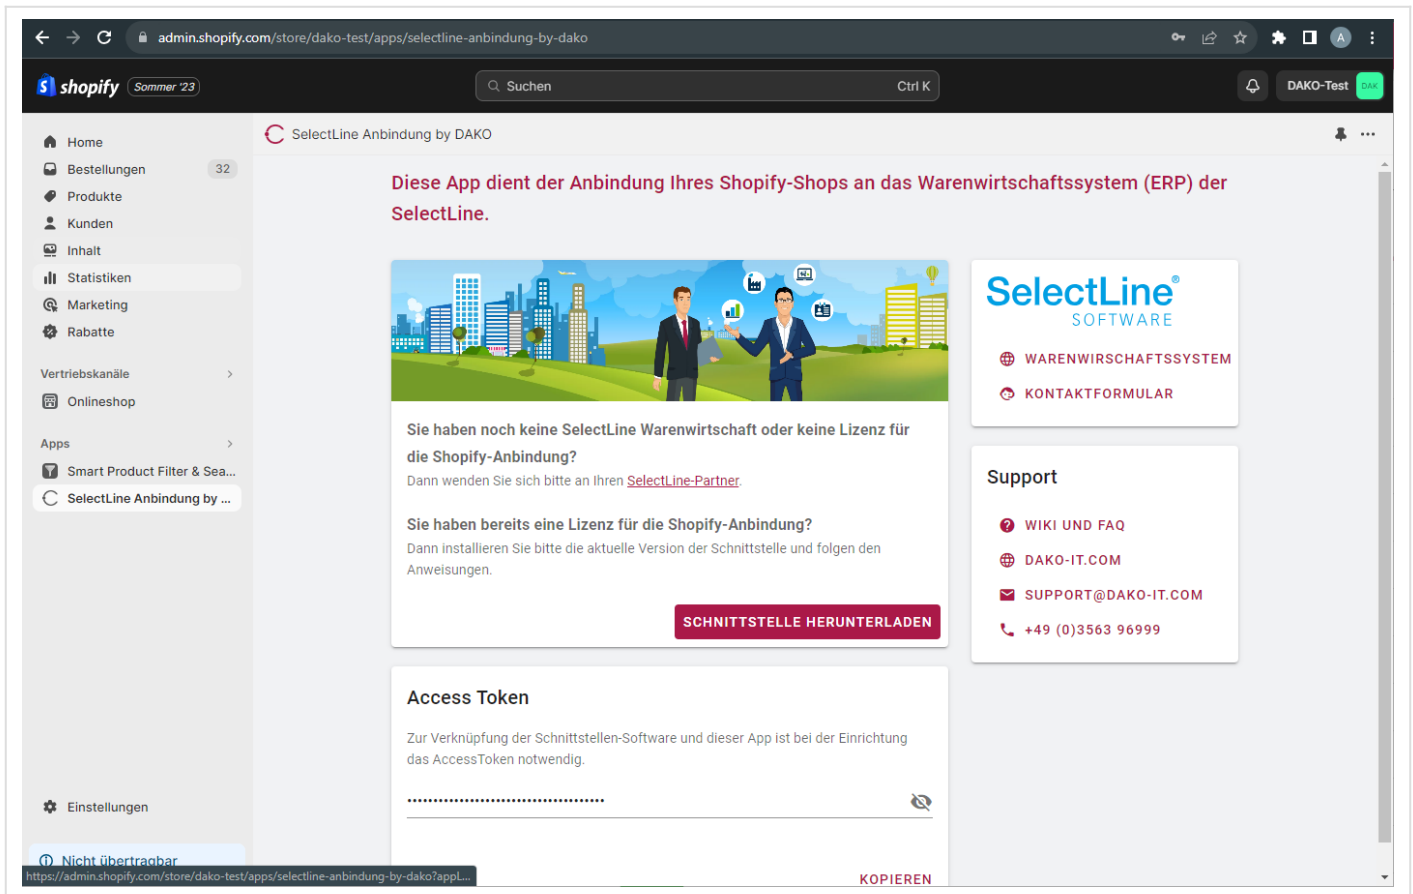 admin.shopify.com/store/dako-test/apps/selectline-anbindung-by-dako
A
shopify Sommer '23
Suchen Ctrl K
DAKO-Test DAK
Home
Bestellungen 32
Produkte
Kunden
Inhalt
Statistiken
Marketing
Rabatte
Vertriebskanäle
Onlineshop
Apps
Smart Product Filter & Sea...
SelectLine Anbindung by ...
Einstellungen
Nicht übertragbar
https://admin.shopify.com/store/dako-test/apps/selectline-anbindung-by-dako?appL...
SelectLine Anbindung by DAKO
Diese App dient der Anbindung Ihres Shopify-Shops an das Warenwirtschaftssystem (ERP) der
SelectLine.
Sie haben noch keine SelectLine Warenwirtschaft oder keine Lizenz für
die Shopify-Anbindung?
Dann wenden Sie sich bitte an Ihren SelectLine-Partner.
Sie haben bereits eine Lizenz für die Shopify-Anbindung?
Dann installieren Sie bitte die aktuelle Version der Schnittstelle und folgen den
Anweisungen.
SCHNITTSTELLE HERUNTERLADEN
Access Token
Zur Verknüpfung der Schnittstellen-Software und dieser App ist bei der Einrichtung
das AccessToken notwendig.
KOPIEREN
SelectLine®
SOFTWARE
WARENWIRSCHAFTSSYSTEM
KONTAKTFORMULAR
Support
WIKI UND FAQ
DAKO-IT.COM
SUPPORT@DAKO-IT.COM
+49 (0)3563 96999